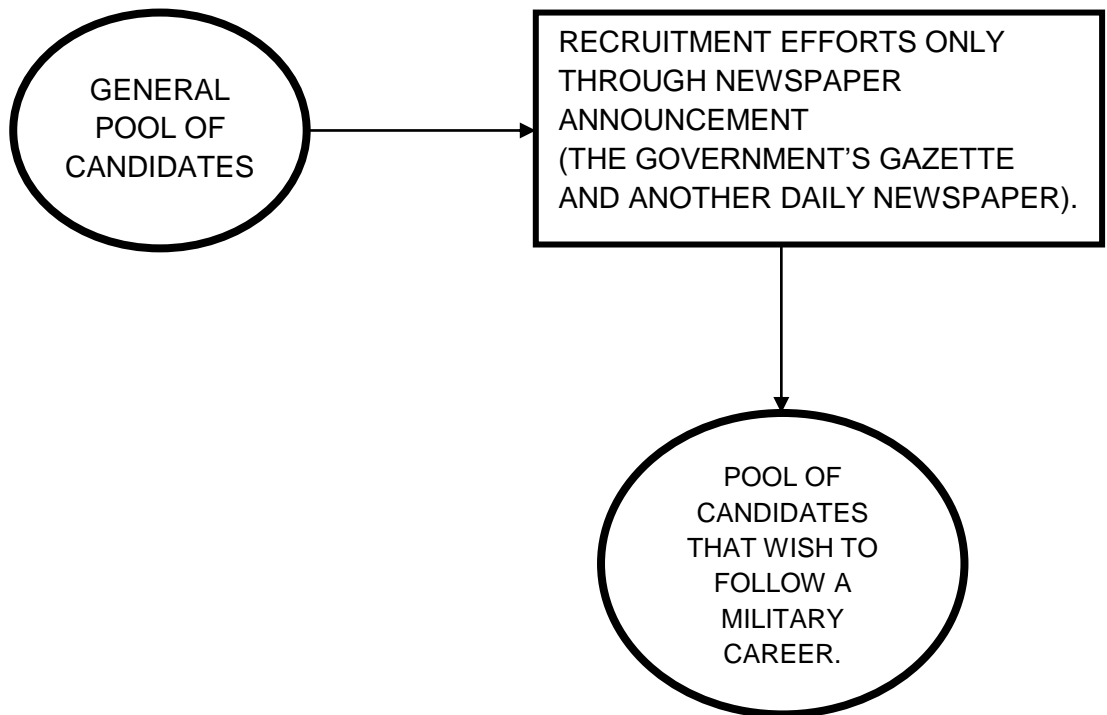 GENERAL
POOL OF
CANDIDATES
RECRUITMENT EFFORTS ONLY
THROUGH NEWSPAPER
ANNOUNCEMENT
(THE GOVERNMENT’S GAZETTE
AND ANOTHER DAILY NEWSPAPER).
POOL OF
CANDIDATES
THAT WISH TO
FOLLOW A
MILITARY
CAREER.